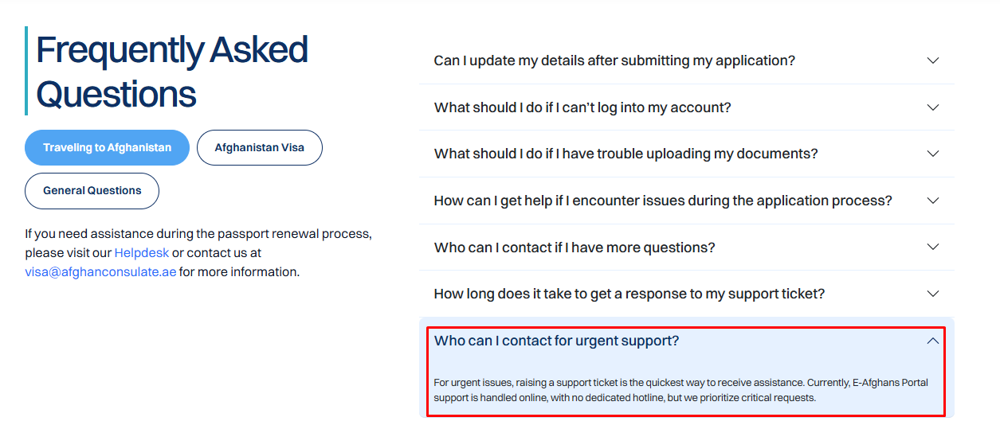 Frequently Asked
Questions
Traveling to Afghanistan
Afghanistan Visa
General Questions
If you need assistance during the passport renewal process,
please visit our Helpdesk or contact us at
visa@afghanconsulate.ae for more information.
Can I update my details after submitting my application?
What should I do if I can’t log into my account?
What should I do if I have trouble uploading my documents?
How can I get help if I encounter issues during the application process?
Who can I contact if I have more questions?
How long does it take to get a response to my support ticket?
Who can I contact for urgent support?
For urgent issues, raising a support ticket is the quickest way to receive assistance. Currently, E-Afghans Portal
support is handled online, with no dedicated hotline, but we prioritize critical requests.